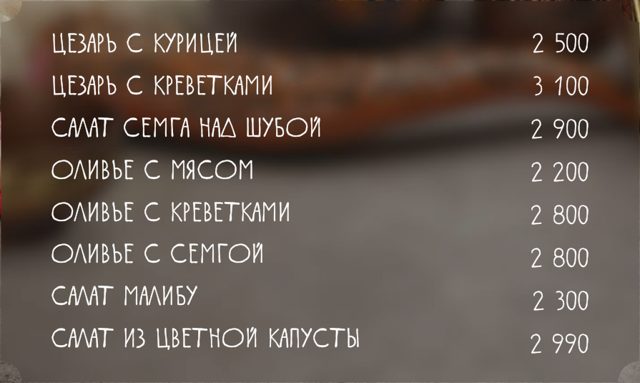 ЦЕЗАРЬ С КУРИЦЕЙ 2 500
ЦЕЗАРЬ С КРЕВЕТКАМИ 3 100
САЛАТ СЕМГА НАД ШУБОЙ 2 900
ОЛИВЬЕ С МЯСОМ 2 200
ОЛИВЬЕ С КРЕВЕТКАМИ 2 800
ОЛИВЬЕ С СЕМГОЙ 2 800
САЛАТ МАЛИБУ 2 300
САЛАТ ИЗ ЦВЕТНОЙ КАПУСТЫ 2 990